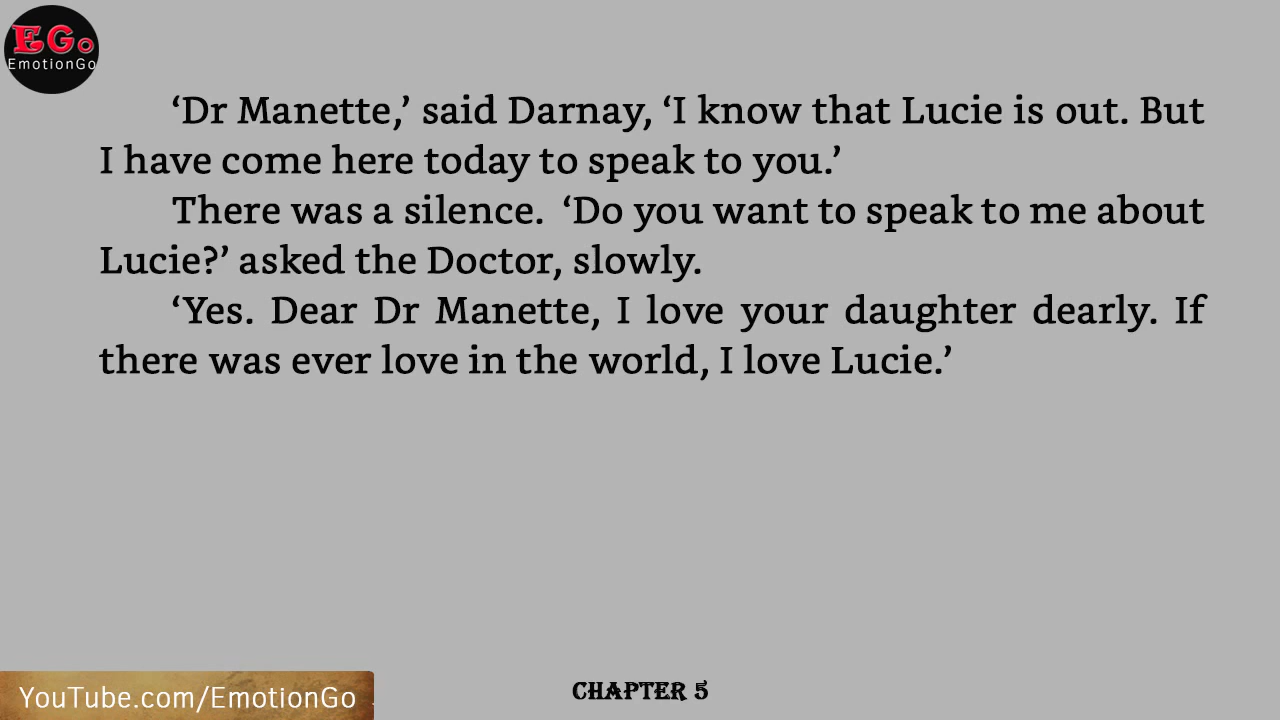 EGo
EmotionGo
‘Dr Manette,’ said Darnay, ‘I know that Lucie is out. But
I have come here today to speak to you.’
There was a silence.  ‘Do you want to speak to me about
Lucie?’ asked the Doctor, slowly.
‘Yes. Dear Dr Manette, I love your daughter dearly. If
there was ever love in the world, I love Lucie.’
YouTube.com/EmotionGo
CHAPTER 5